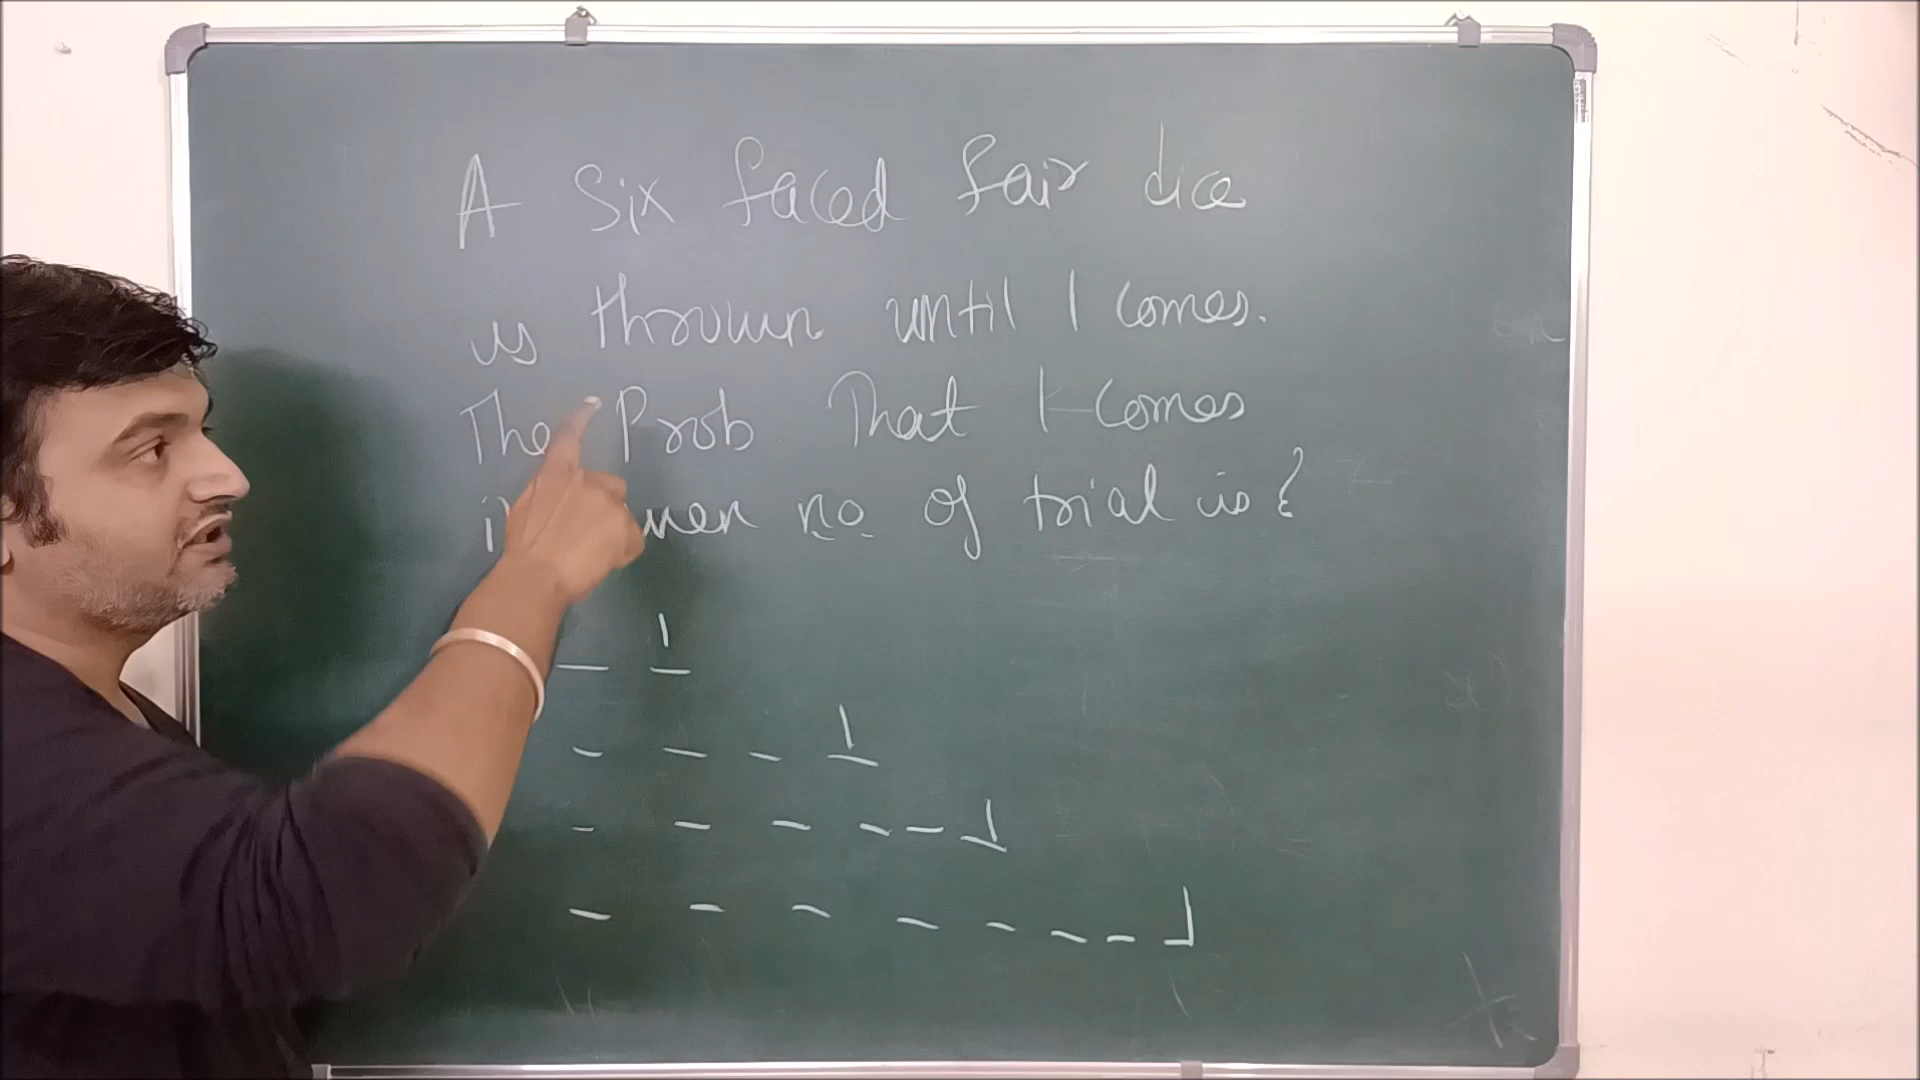 A Six faced fair dice
is thrown until 1 comes.
The Prob That 1 comes
no of trial is ?
1
1
1
1